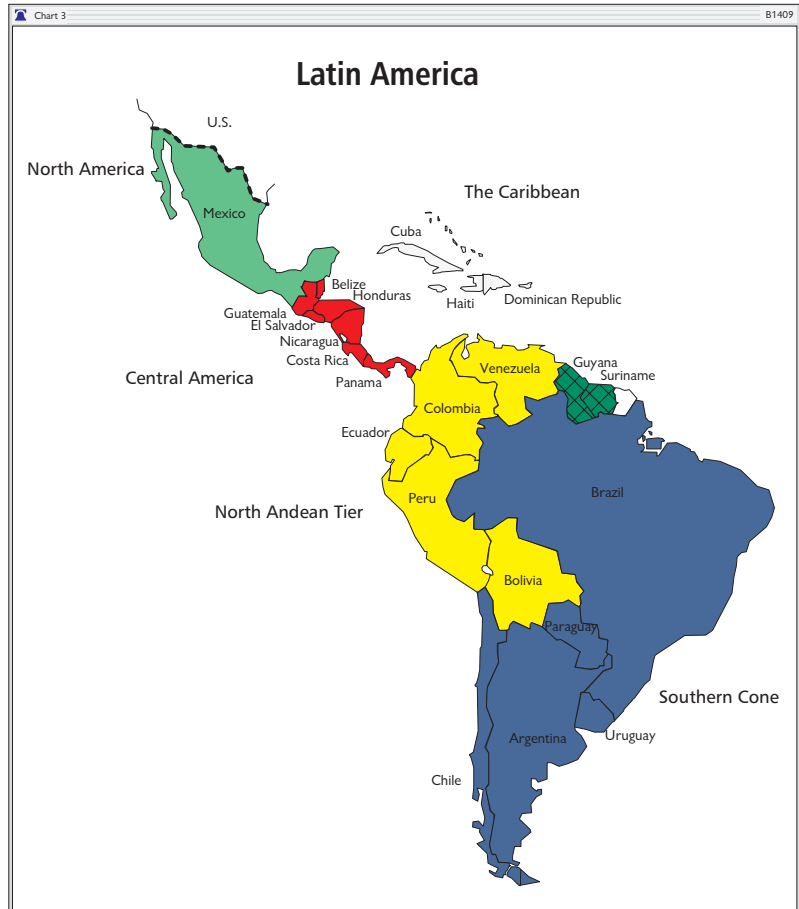 Chart 3
B1409
Latin America
U.S.
North America
The Caribbean
Mexico
Cuba
Belize
Honduras
Haiti
Dominican Republic
Guatemala
El Salvador
Nicaragua
Costa Rica
Panama
Central America
Venezuela
Guyana
Suriname
Colombia
Ecuador
Peru
Brazil
North Andean Tier
Bolivia
Paraguay
Southern Cone
Argentina
Uruguay
Chile